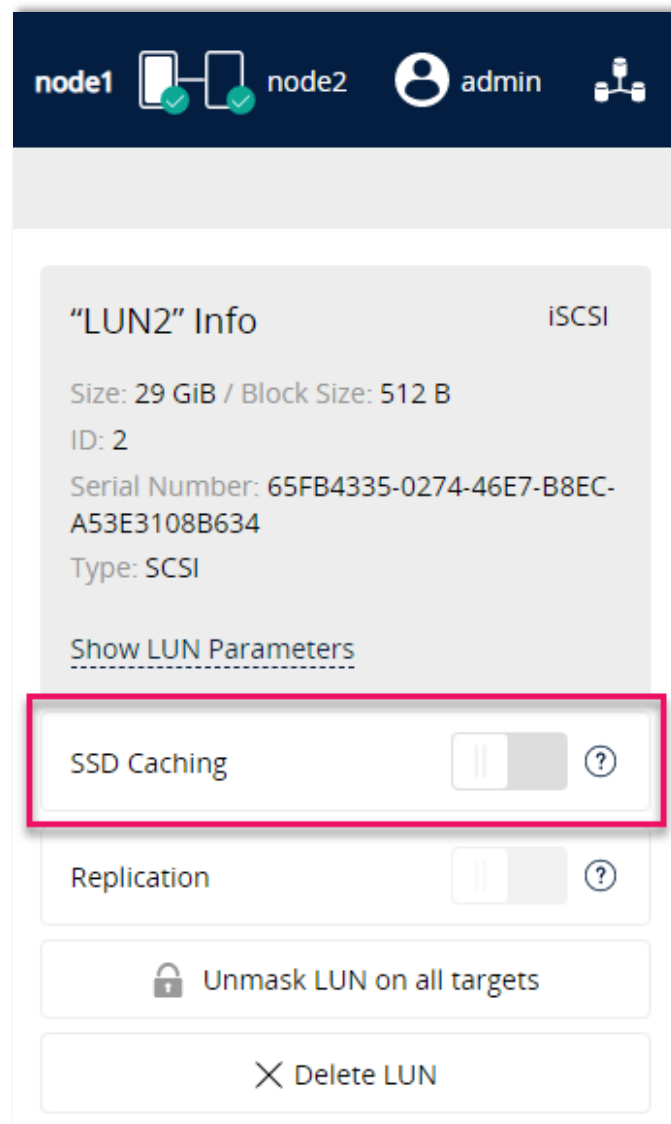 node1 node2 admin
“LUN2” Info iSCSI
Size: 29 GiB / Block Size: 512 B
ID: 2
Serial Number: 65FB4335-0274-46E7-B8EC-
A53E3108B634
Type: SCSI
Show LUN Parameters
SSD Caching ?
Replication ?
Unmask LUN on all targets
Delete LUN